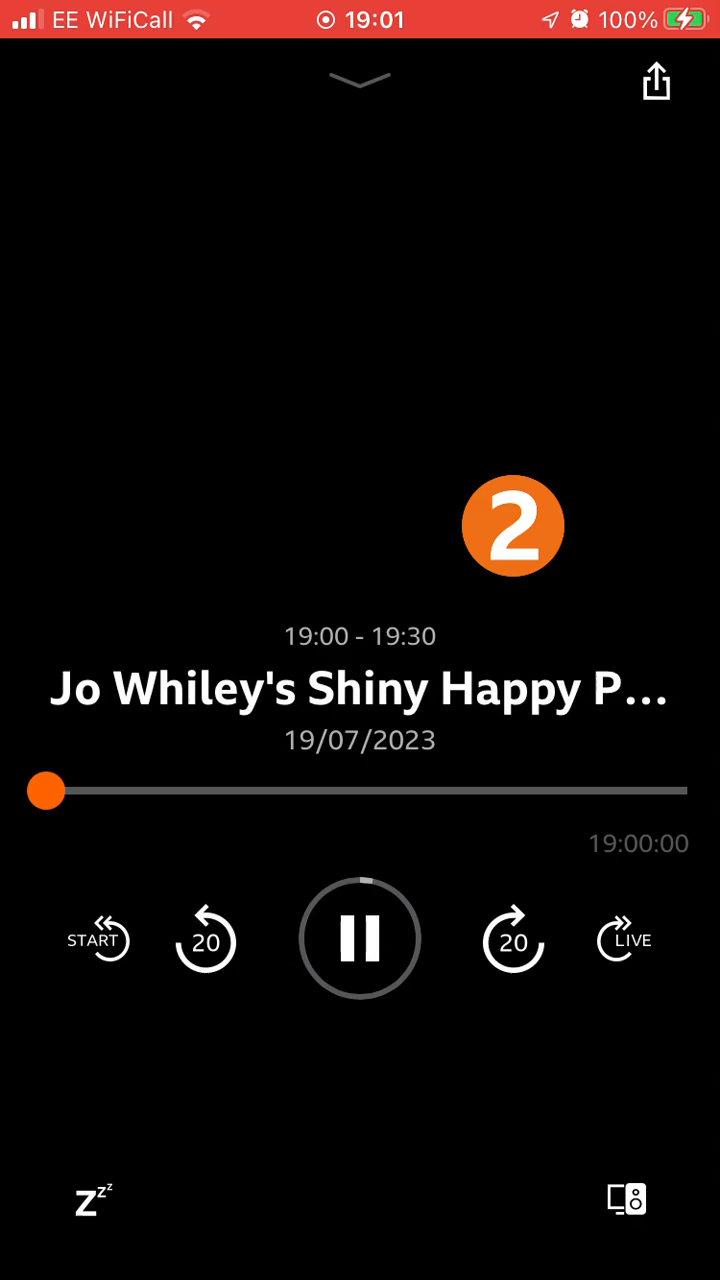 EE WiFiCall 19:01 100%
2
19:00 - 19:30
Jo Whiley's Shiny Happy P...
19/07/2023
19:00:00
START 20 20 LIVE
Zzz